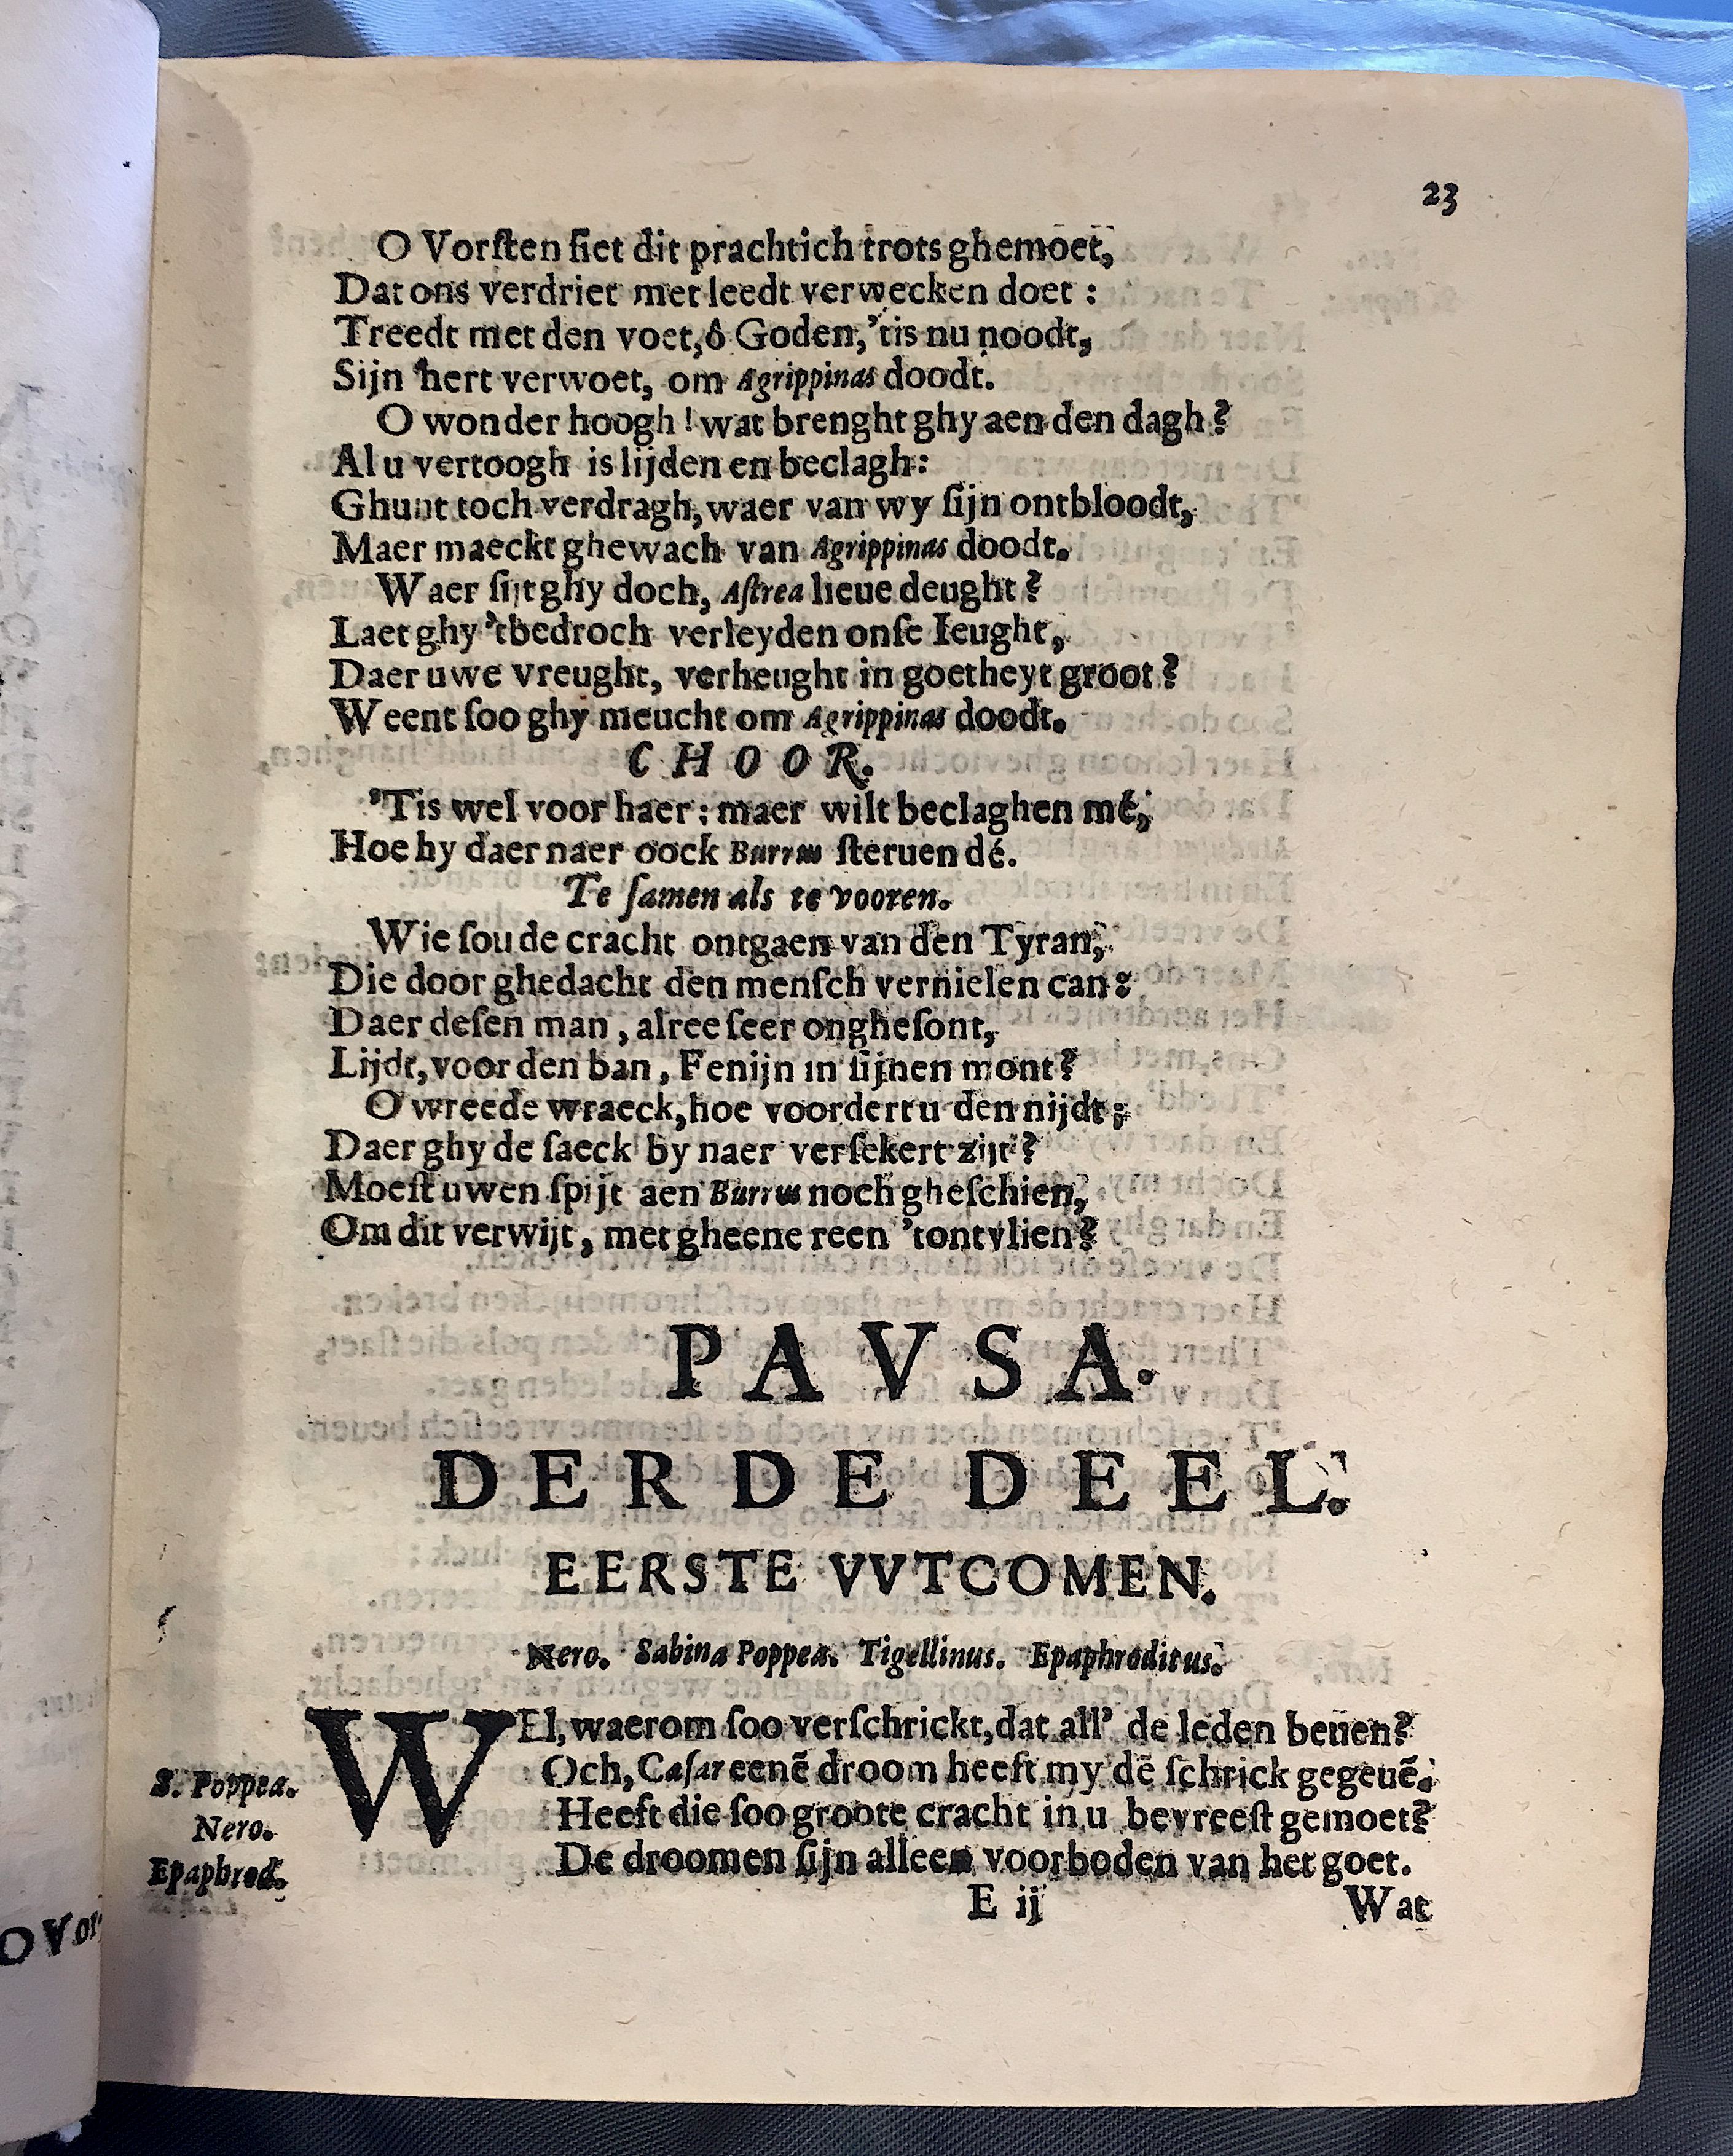 23
O Vorſten ſiet dit prachtich trots ghemoet,
Dat ons verdriet met leedt verwecken doet :
Treedt met den voet, ô Goden, 'tis nu noodt,
Sijn hert verwoet, om Agrippinas doodt.
O wonder hoogh ! wat brenght ghy aen den dagh ?
Al u vertoogh is lijden en beclagh:
Ghunt toch verdragh, waer van wy ſijn ontbloodt,
Maer maeckt ghewach van Agrippinas doodt.
Waer ſijt ghy doch, Aſtrea lieue deught ?
Laet ghy 'tbedroch verleyden onſe Ieught,
Daer uwe vreught, verheught in goetheyt groot ?
Weent ſoo ghy meucht om Agrippinas doodt.
CHOOR.
'Tis wel voor haer ; maer wilt beclaghen mé,
Hoe hy daer naer oock Burrus ſteruen dé.
Te ſamen als te vooren.
Wie ſou de cracht ontgaen van den Tyran,
Die door ghedacht den menſch vernielen can :
Daer deſen man , alree ſeer ongheſont,
Lijdt, voor den ban , Fenijn in ſijnen mont ?
O wreede wraeck, hoe voordert u den nijdt ;
Daer ghy de ſaeck by naer verſekert zijt ?
Moeſt uwen ſpijt aen Burrus noch gheſchien,
Om dit verwijt , met gheene reen 'tontvlien ?
PAVSA.
DERDE DEEL.
EERSTE VVTCOMEN.
Nero. Sabina Poppea. Tigellinus. Epaphroditus.
WEl, waerom ſoo verſchrickt, dat all' de leden beuen?
S. Poppea. Och, Cæſar eenẽ droom heeft my dẽ ſchrick gegeuẽ.
Nero. Heeft die ſoo groote cracht in u bevreeſt gemoet?
Epaphrod. De droomen ſijn alleen voorboden van het goet.
E ij Wat
O Vor